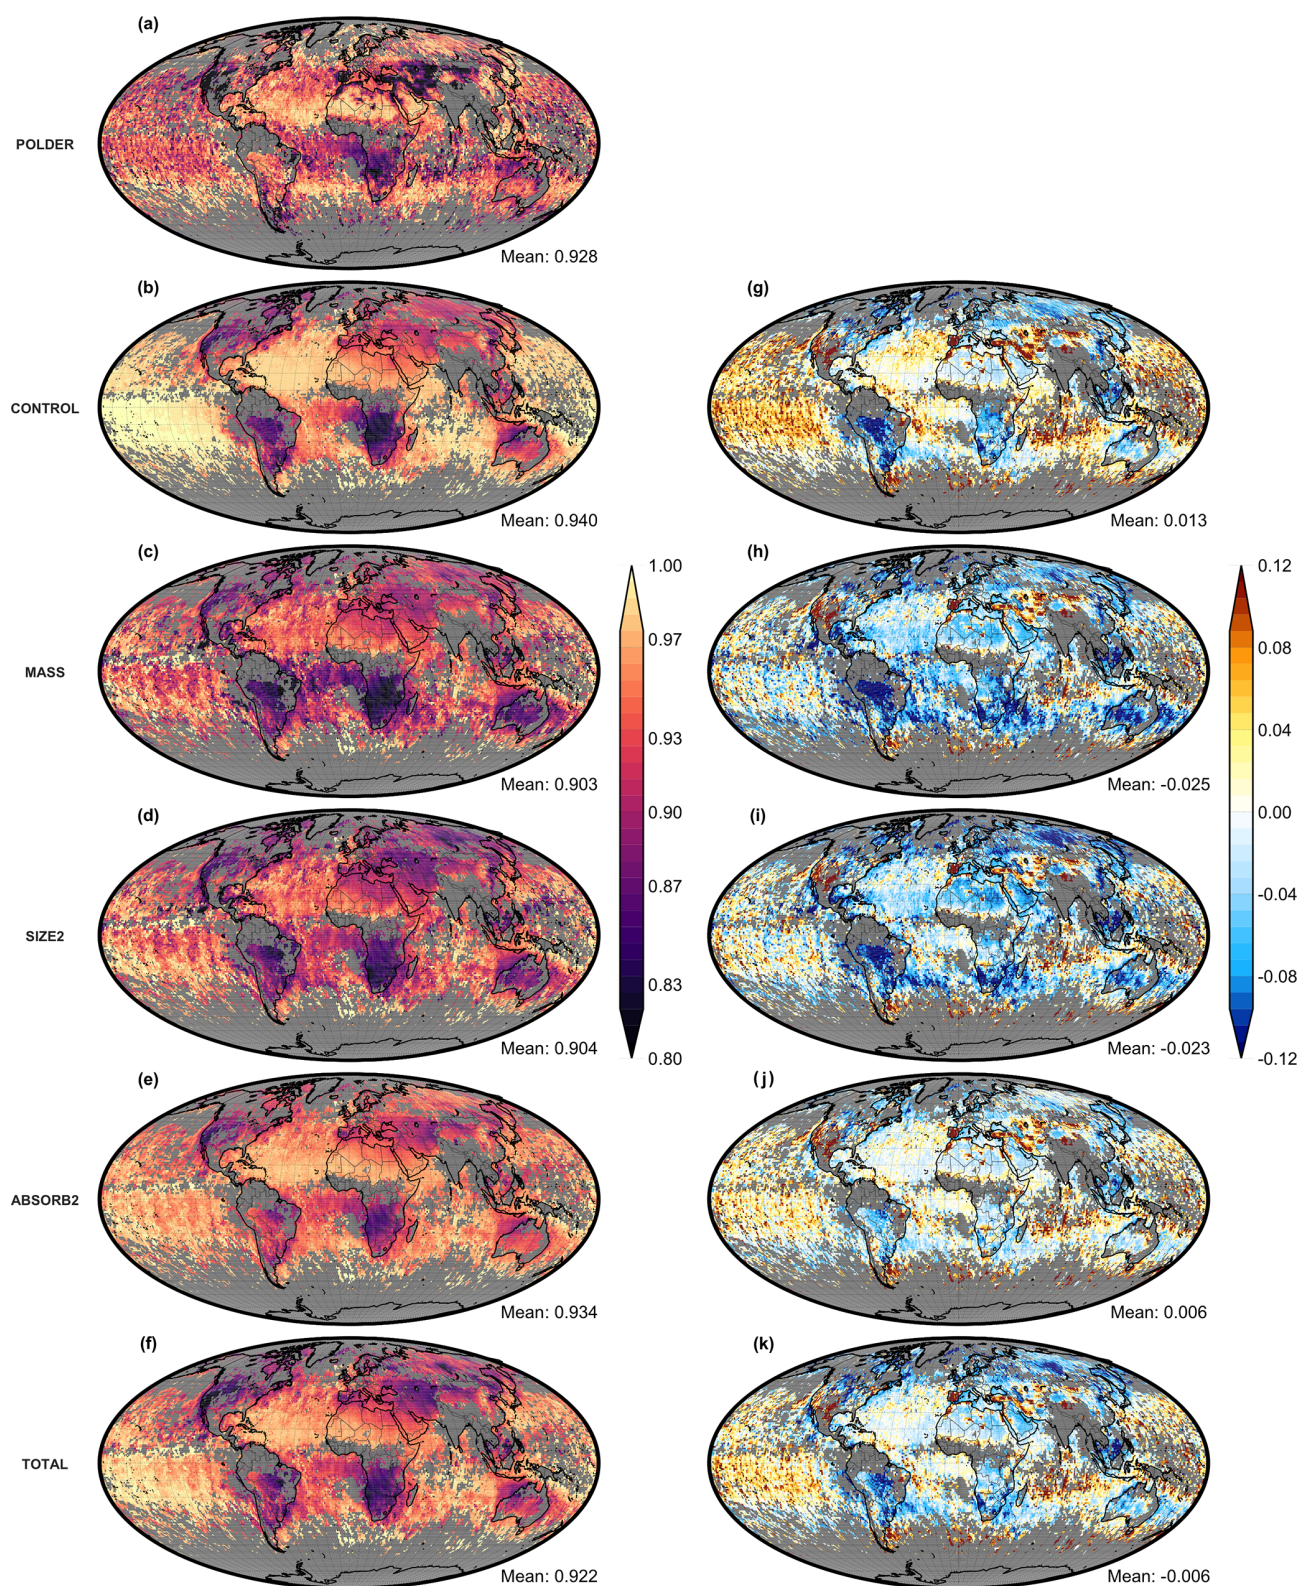 (a)
POLDER
Mean: 0.928
(b)
(g)
CONTROL
Mean: 0.940
Mean: 0.013
(c)
(h)
1.00
0.12
0.97
0.08
MASS
0.93
0.04
Mean: 0.903
Mean: -0.025
0.90
0.00
(d)
(i)
0.87
-0.04
SIZE2
0.83
-0.08
Mean: 0.904
Mean: -0.023
0.80
-0.12
(e)
(j)
ABSORB2
Mean: 0.934
Mean: 0.006
(f)
(k)
TOTAL
Mean: 0.922
Mean: -0.006